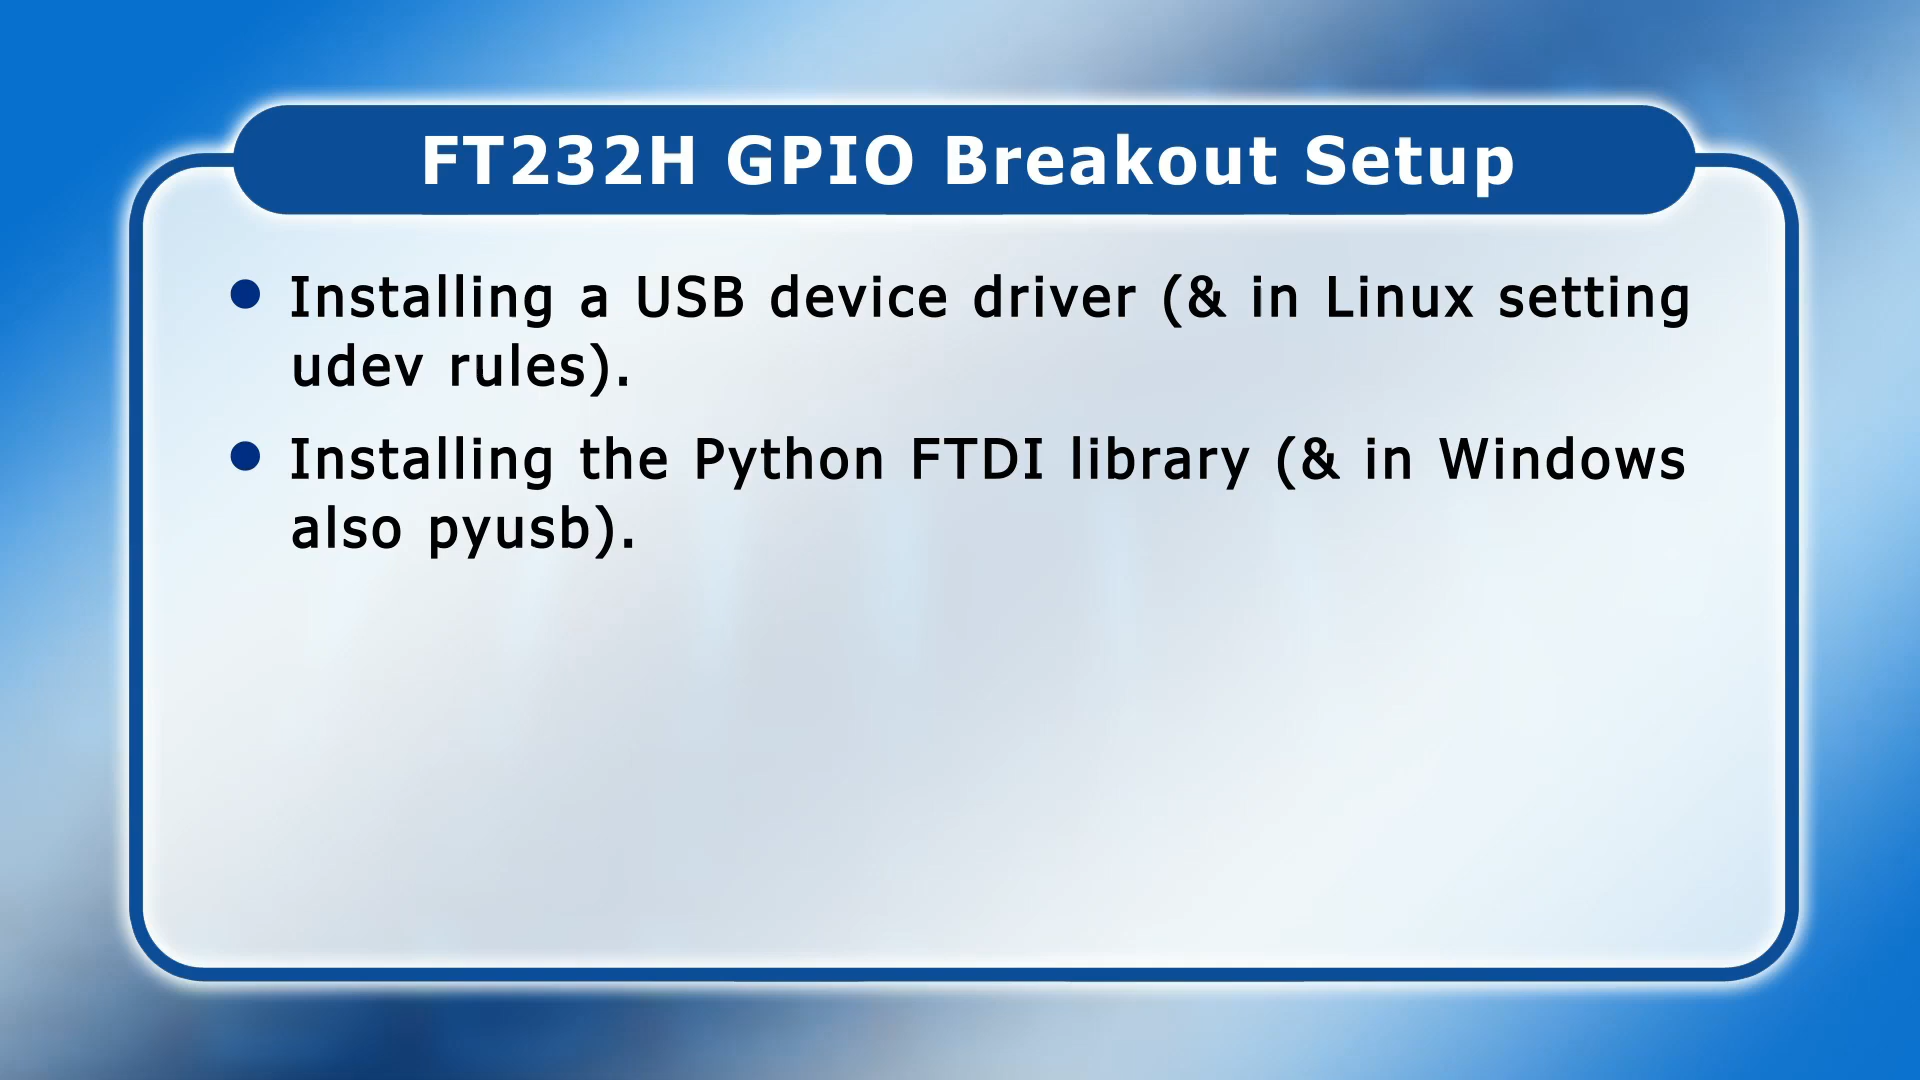 FT232H GPIO Breakout Setup
Installing a USB device driver (& in Linux setting
udev rules).
Installing the Python FTDI library (& in Windows
also pyusb).